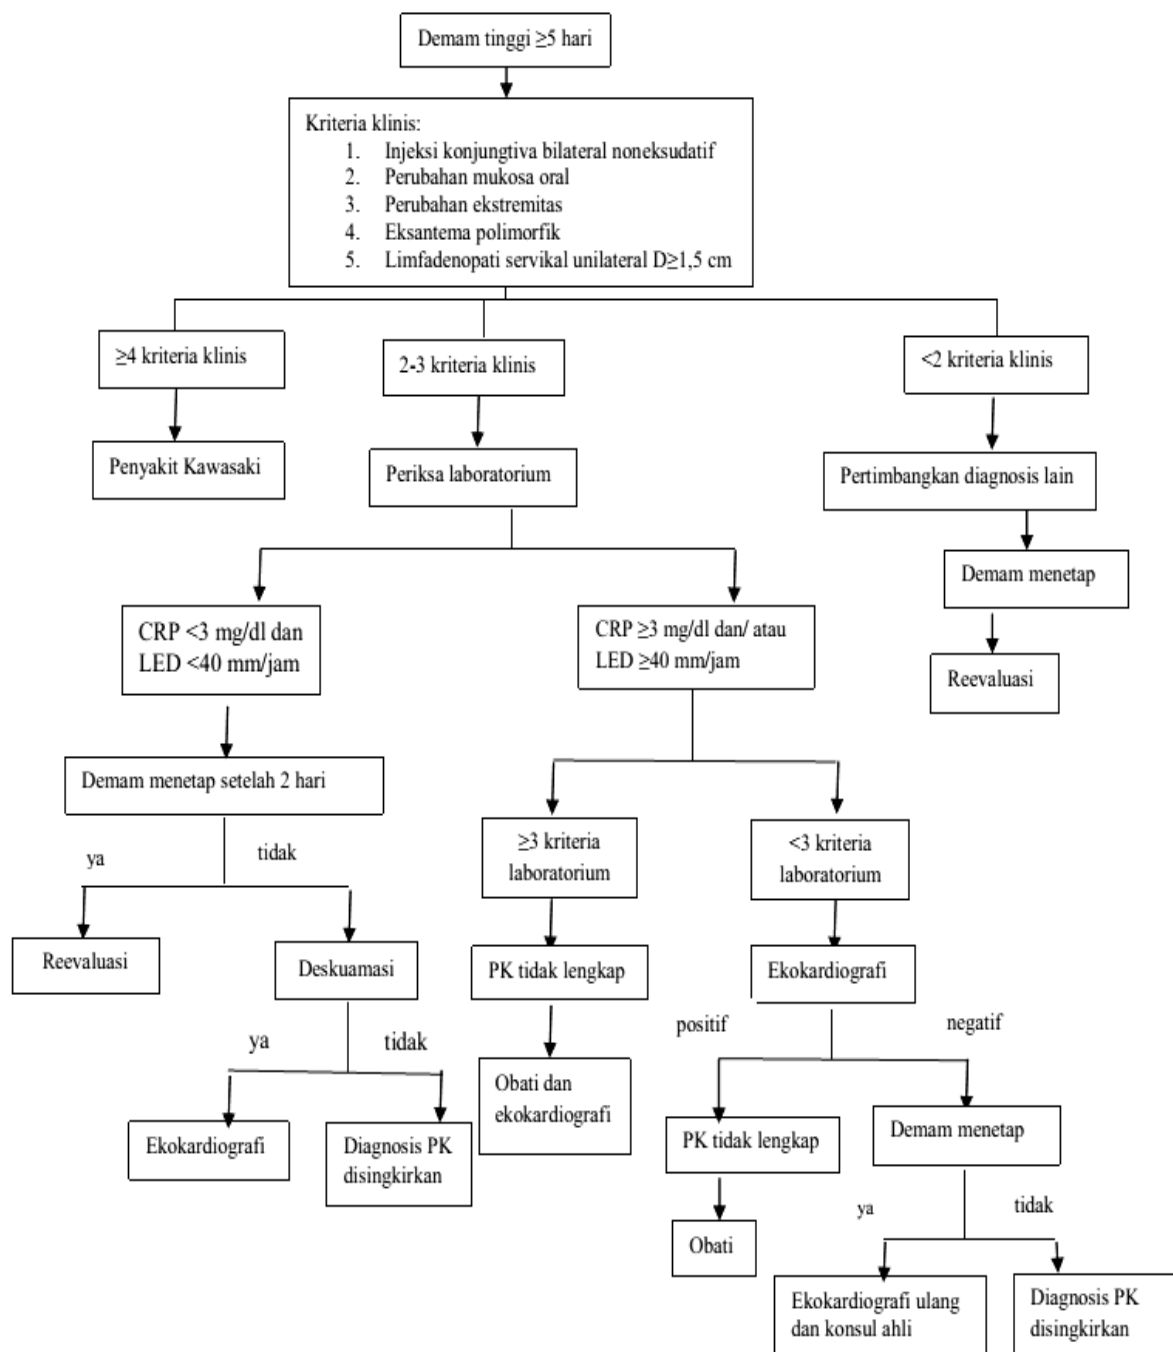 Demam tinggi ≥5 hari
Kriteria klinis:
1. Injeksi konjungtiva bilateral noneksudatif
2. Perubahan mukosa oral
3. Perubahan ekstremitas
4. Eksantema polimorfik
5. Limfadenopati servikal unilateral D≥1,5 cm
≥4 kriteria klinis
2-3 kriteria klinis
<2 kriteria klinis
Penyakit Kawasaki
Periksa laboratorium
Pertimbangkan diagnosis lain
Demam menetap
Reevaluasi
CRP <3 mg/dl dan
LED <40 mm/jam
CRP ≥3 mg/dl dan/ atau
LED ≥40 mm/jam
Demam menetap setelah 2 hari
ya
tidak
Reevaluasi
Deskuamasi
ya
tidak
Ekokardiografi
Diagnosis PK
disingkirkan
≥3 kriteria
laboratorium
<3 kriteria
laboratorium
PK tidak lengkap
Ekokardiografi
Obati dan
ekokardiografi
positif
negatif
PK tidak lengkap
Demam menetap
Obati
ya
tidak
Ekokardiografi ulang
dan konsul ahli
Diagnosis PK
disingkirkan